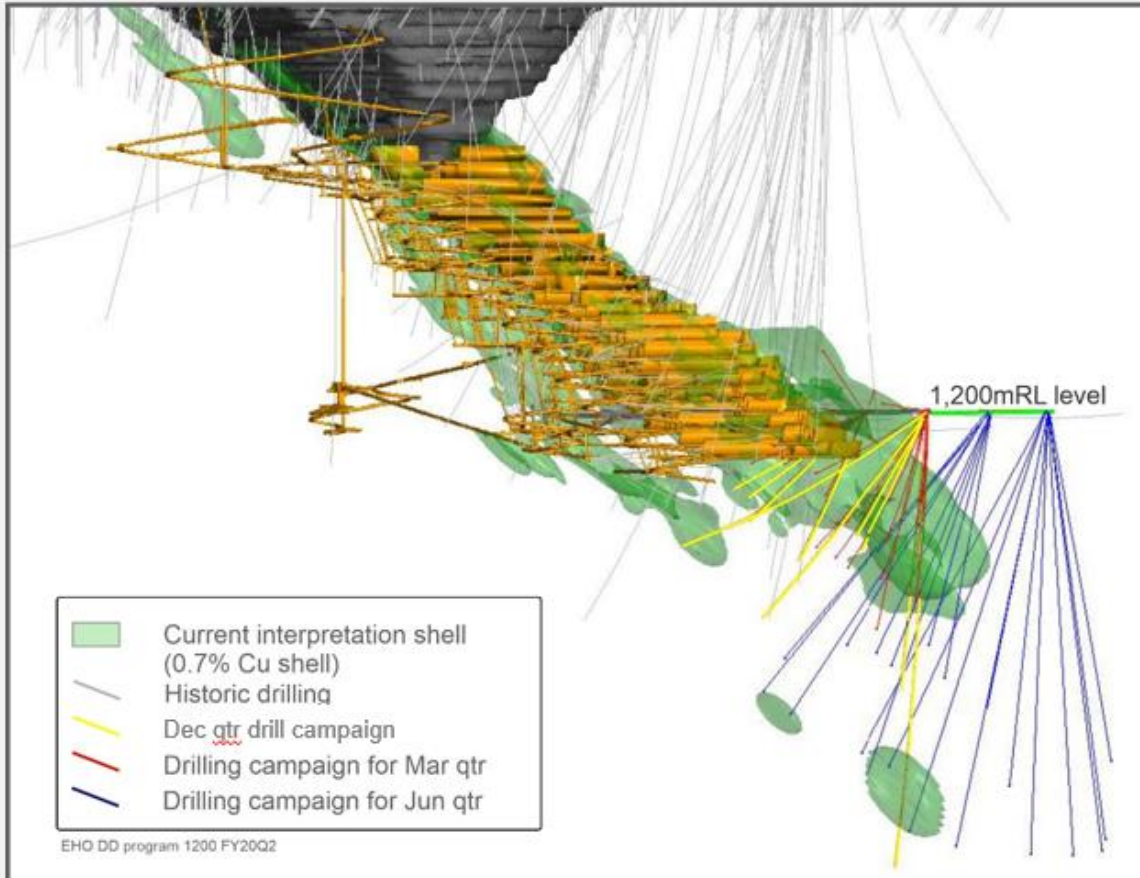 1,200mRL level
Current interpretation shell
(0.7% Cu shell)
Historic drilling
Dec qtr drill campaign
Drilling campaign for Mar qtr
Drilling campaign for Jun qtr
EHO DD program 1200 FY20Q2